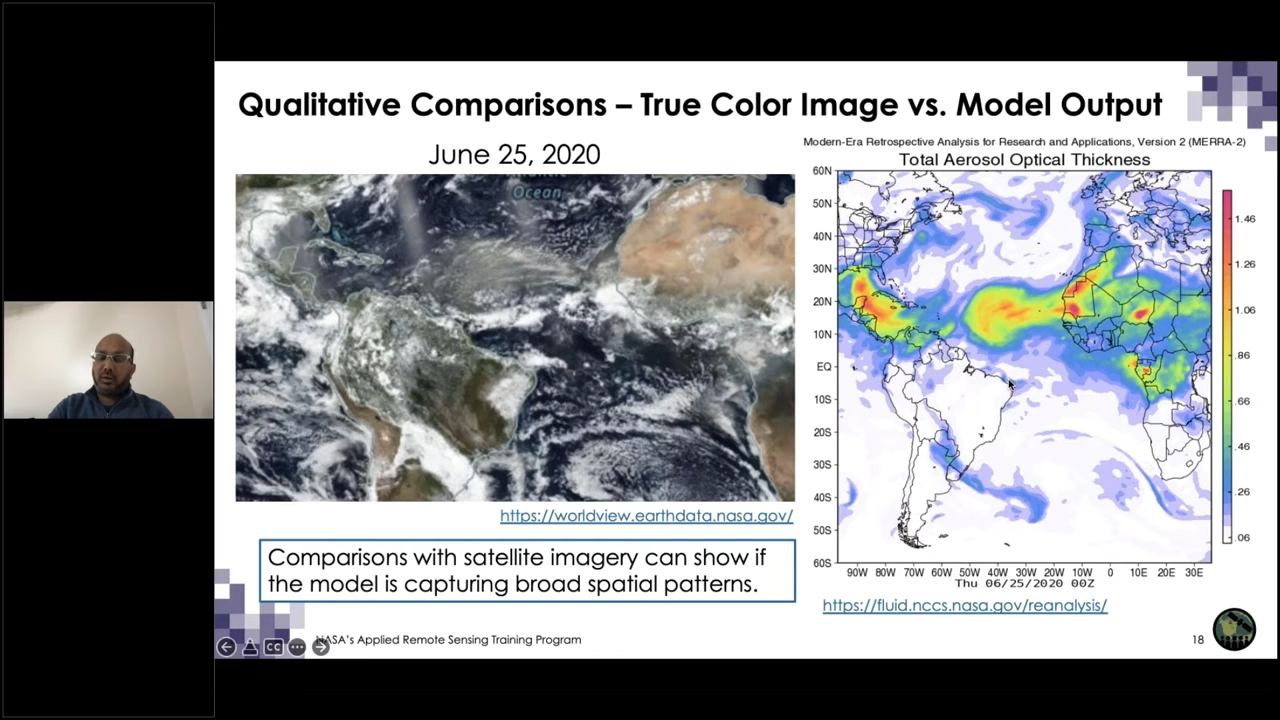 Qualitative Comparisons – True Color Image vs. Model Output
June 25, 2020
Ocean
https://worldview.earthdata.nasa.gov/
Comparisons with satellite imagery can show if
the model is capturing broad spatial patterns.
Modern-Era Retrospective Analysis for Research and Applications, Version 2 (MERRA-2)
Total Aerosol Optical Thickness
60N
50N
40N
30N
20N
10N
EQ
10S
20S
30S
40S
50S
60S
90W 80W 70W 60W 50W 40W 30W 20W 10W 0 10E 20E 30E
Thu 06/25/2020 00Z
1.46
1.26
1.06
.86
.66
.46
.26
.06
https://fluid.nccs.nasa.gov/reanalysis/
CC
NASA's Applied Remote Sensing Training Program
18